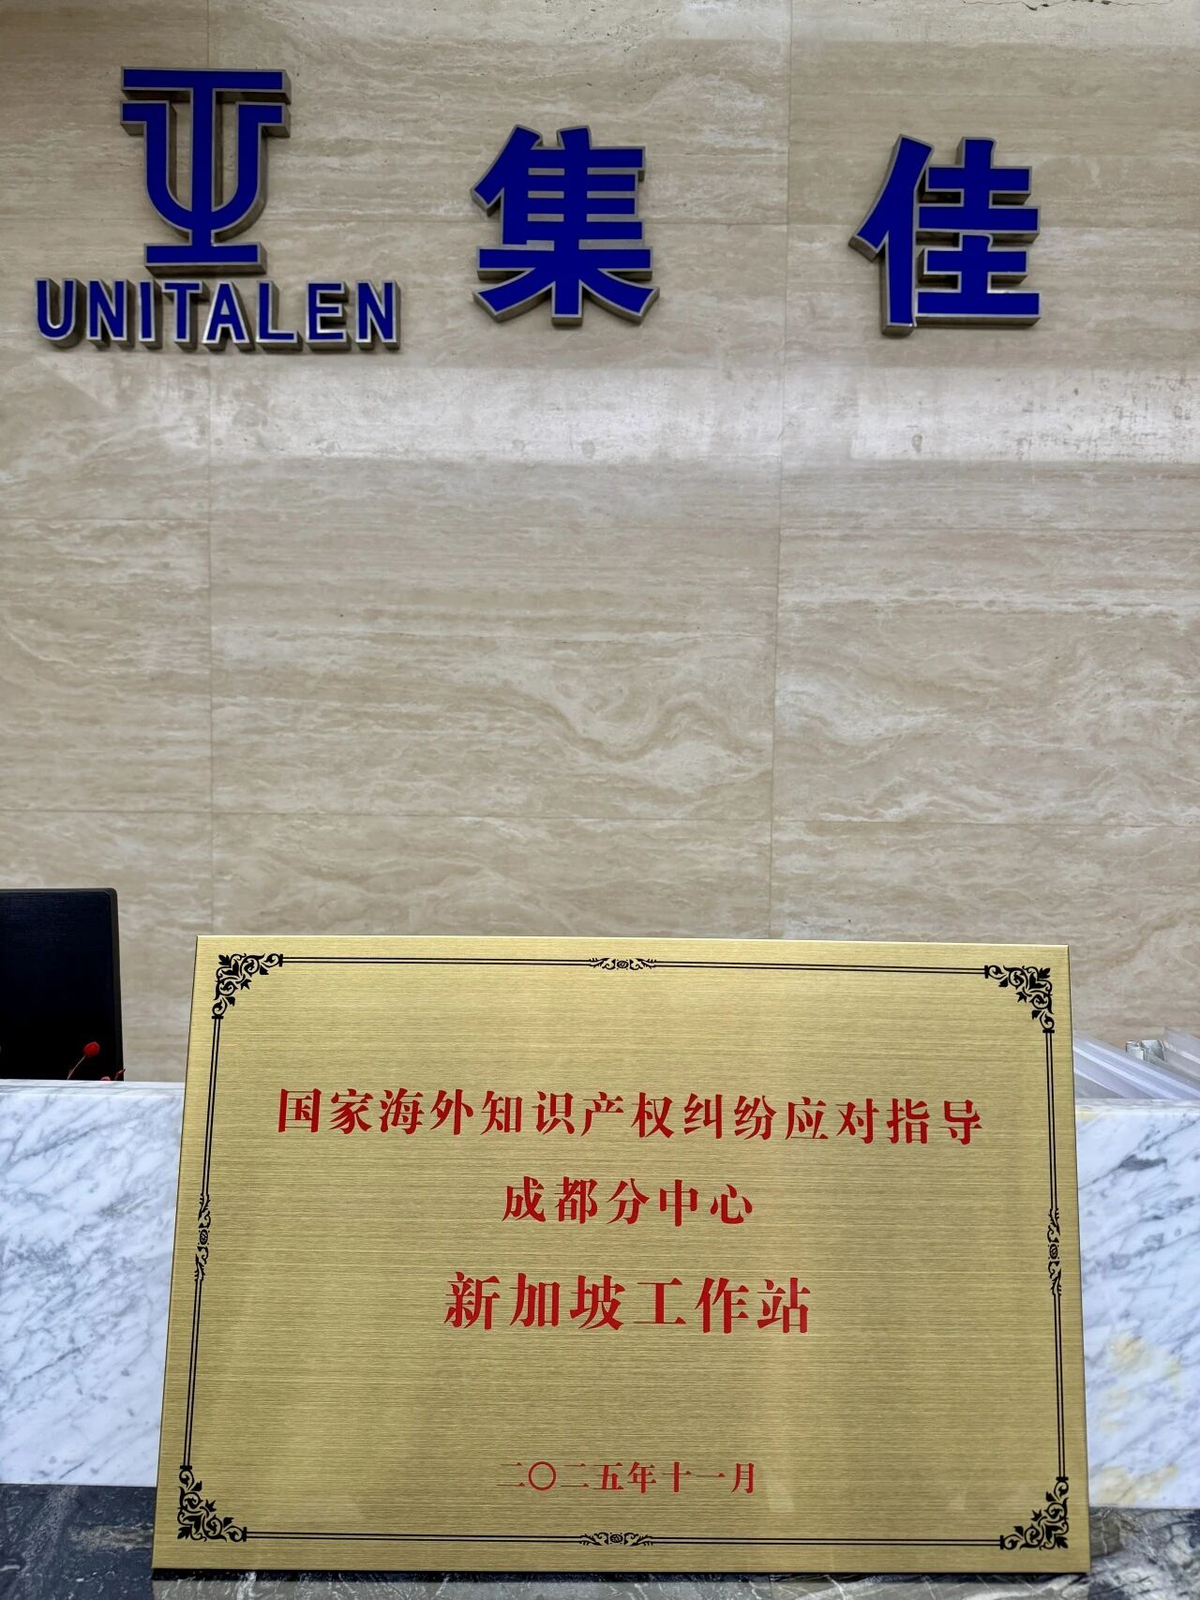 UNITALEN
集佳
国家海外知识产权纠纷应对指导
成都分中心
新加坡工作站
二〇二五年十一月